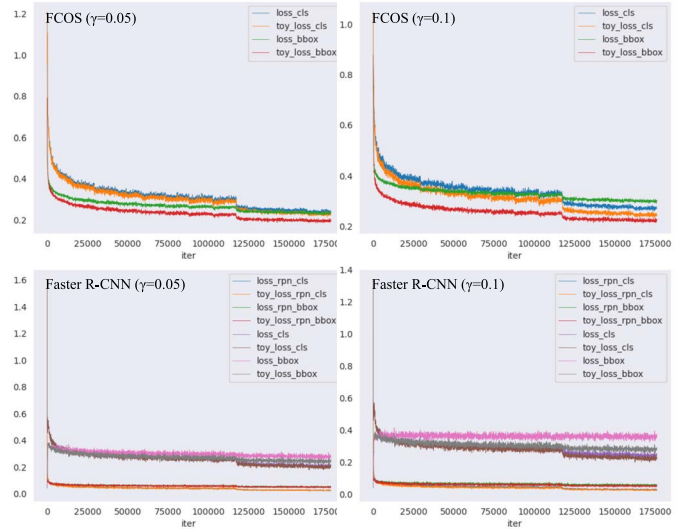 FCOS (γ=0.05)
loss_cls
toy_loss_cls
loss_bbox
toy_loss_bbox
1.2
1.0
0.8
0.6
0.4
0.2
0 25000 50000 75000 100000 125000 150000 17500
iter
FCOS (γ=0.1)
loss_cls
toy_loss_cls
loss_bbox
toy_loss_bbox
1.0
0.8
0.6
0.4
0.2
0 25000 50000 75000 100000 125000 150000 175000
iter
Faster R-CNN (γ=0.05)
loss_rpn_cls
toy_loss_rpn_cls
loss_rpn_bbox
toy_loss_rpn_bbox
loss_cls
toy_loss_cls
loss_bbox
toy_loss_bbox
1.6
1.4
1.2
1.0
0.8
0.6
0.4
0.2
0.0
0 25000 50000 75000 100000 125000 150000 17500
iter
Faster R-CNN (γ=0.1)
loss_rpn_cls
toy_loss_rpn_cls
loss_rpn_bbox
toy_loss_rpn_bbox
loss_cls
toy_loss_cls
loss_bbox
toy_loss_bbox
1.4
1.2
1.0
0.8
0.6
0.4
0.2
0.0
0 25000 50000 75000 100000 125000 150000 175000
iter